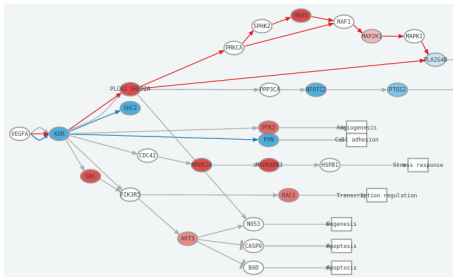 HRAS
SPHK2
RAF1
PRKCA
MAP2K1
MAPK1
PLA2G4B
PLCG1 SH2D2A
PPP3CA
NFATC2
PTGS2
SHC2
VEGFA
KDR
PTK2
Angiogenesis
PXN
Cell adhesion
CDC42
MAPK14
MAPKAPK3
HSPB1
Stress response
SRC
PIK3R5
RAC1
Transcription regulation
NOS3
AKT3
CASP9
Apoptosis
BAD
Apoptosis